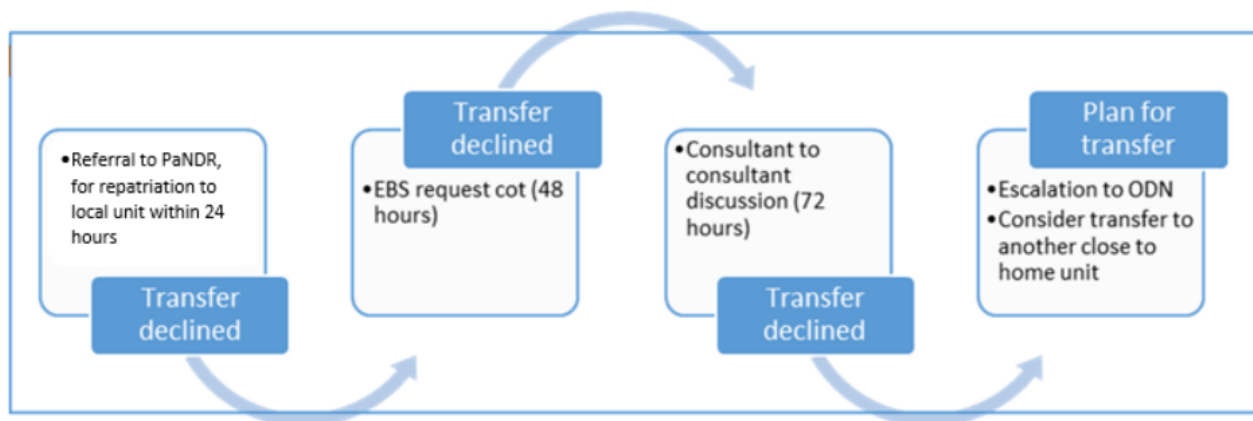 •Referral to PaNDR,
for repatriation to
local unit within 24
hours
Transfer
declined
Transfer
declined
•EBS request cot (48
hours)
•Consultant to
consultant
discussion (72
hours)
Transfer
declined
Plan for
transfer
•Escalation to ODN
•Consider transfer to
another close to
home unit